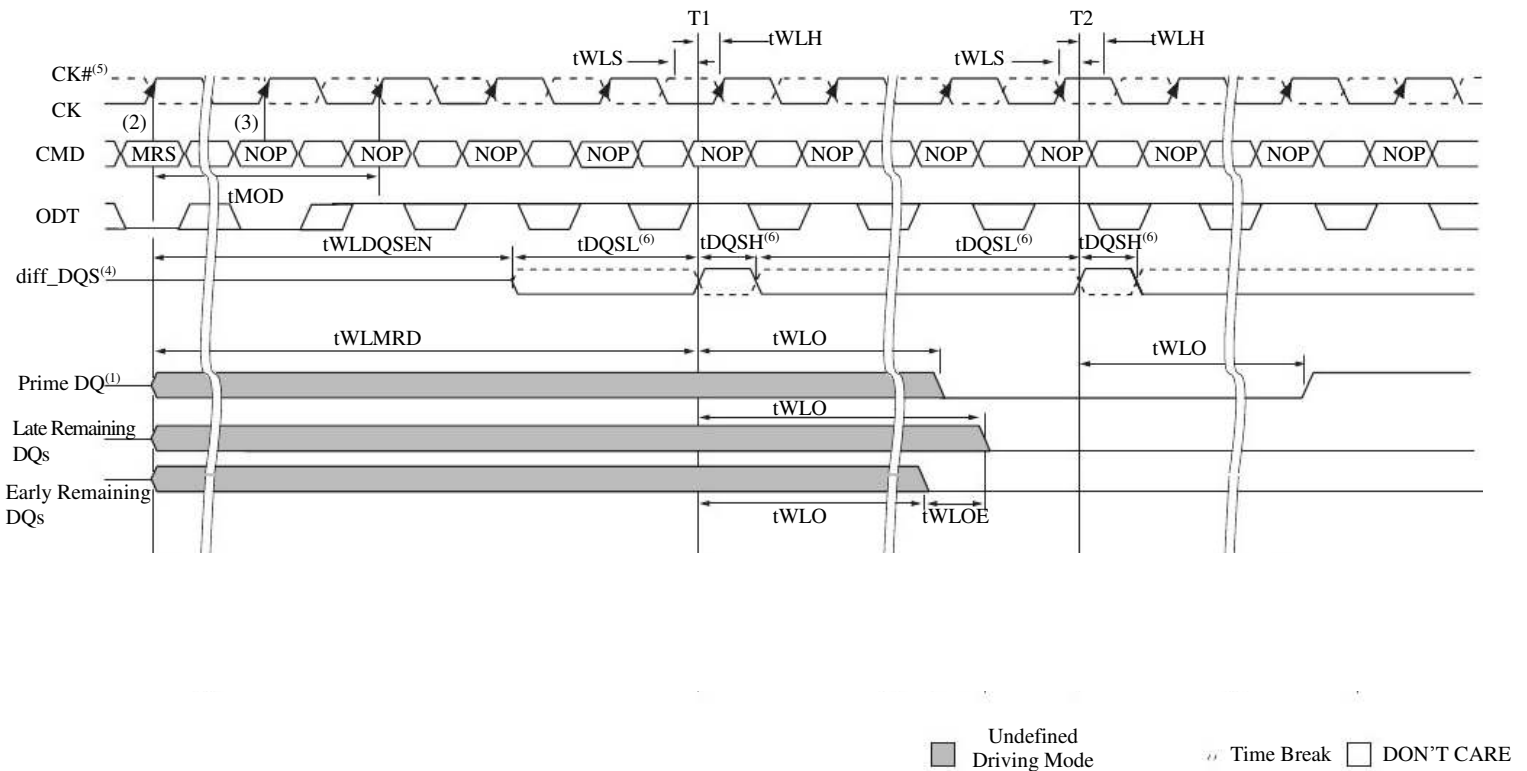 T1 T2
tWLH tWLH
tWLS tWLS
CK#(5)
CK
(2) (3)
CMD MRS NOP NOP NOP NOP NOP NOP NOP NOP NOP NOP NOP
tMOD
ODT
tWLDQSEN tDQSL(6) tDQSH(6) tDQSL(6) tDQSH(6)
diff_DQS(4)
tWLMRD tWLO tWLO
Prime DQ(1)
tWLO
Late Remaining
DQs
Early Remaining
DQs
tWLO tWLOE
Undefined
Driving Mode
Time Break
DON'T CARE